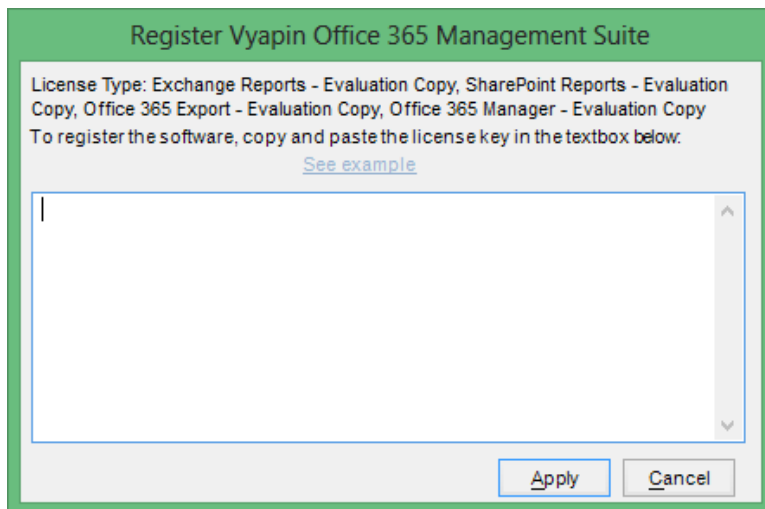 Register Vyapin Office 365 Management Suite
License Type: Exchange Reports - Evaluation Copy, SharePoint Reports - Evaluation
Copy, Office 365 Export - Evaluation Copy, Office 365 Manager - Evaluation Copy
To register the software, copy and paste the license key in the textbox below:
See example
Apply
Cancel